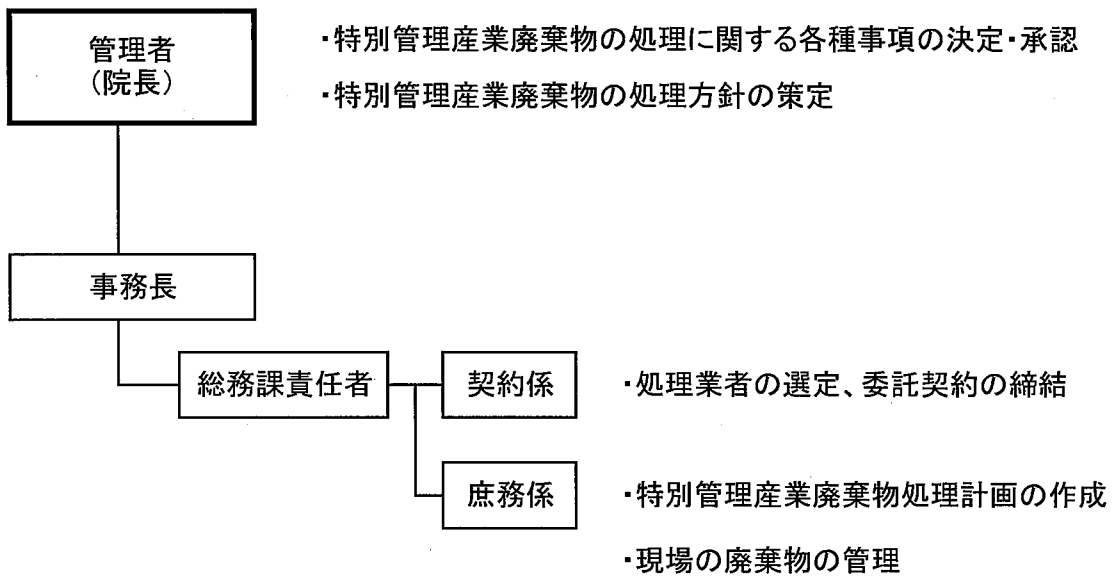 管理者
（院長）
・特別管理産業廃棄物の処理に関する各種事項の決定・承認
・特別管理産業廃棄物の処理方針の策定
事務長
総務課責任者
契約係
・処理業者の選定、委託契約の締結
庶務係
・特別管理産業廃棄物処理計画の作成
・現場の廃棄物の管理